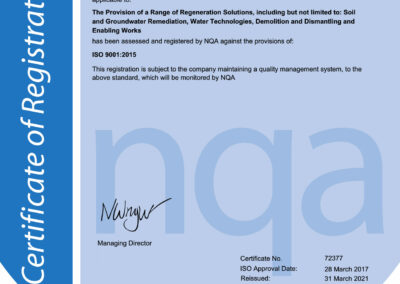 applicable to:
The Provision of a Range of Regeneration Solutions, including but not limited to: Soil
and Groundwater Remediation, Water Technologies, Demolition and Dismantling and
Enabling Works
has been assessed and registered by NQA against the provisions of:
ISO 9001:2015
This registration is subject to the company maintaining a quality management system, to the
above standard, which will be monitored by NQA
nqa
Managing Director
Certificate No. 72377
ISO Approval Date: 28 March 2017
Reissued: 31 March 2021
Certificate of Registrat